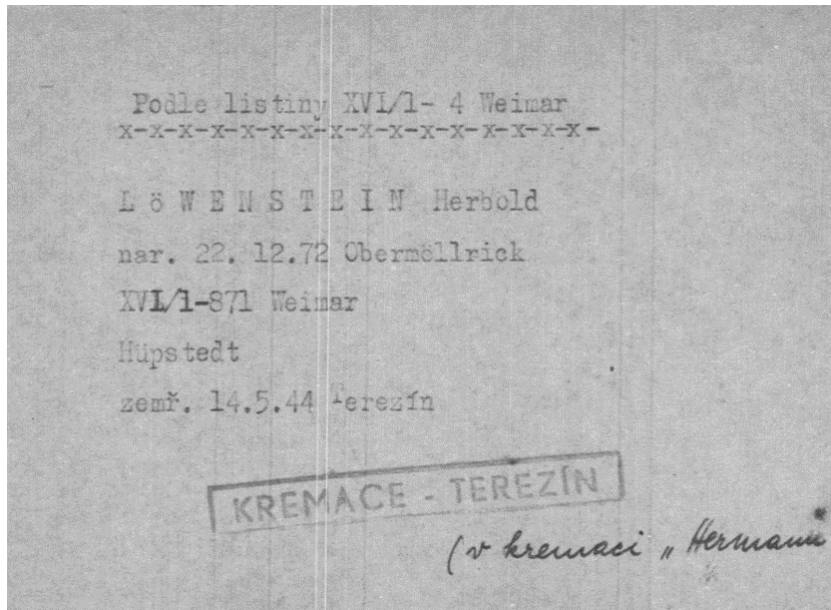 Podle listiny XVI/1- 4 Weimar
x-x-x-x-x-x-x-x-x-x-x-x-x-x-x-x-
L ö W E N S T E I N Herbold
nar. 22. 12.72 Obermöllrick
XVI/1-871 Weimar
Hüpstedt
zemř. 14.5.44 Terezín
KREMACE - TEREZÍN
(v kremaci „Hermann"